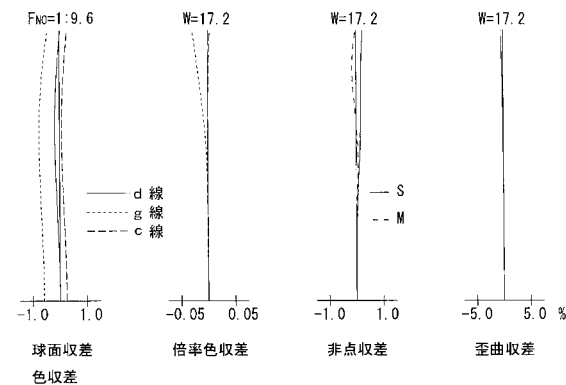 FNO=1:9.6
W=17.2
W=17.2
W=17.2
d 線
g 線
c 線
S
M
-1.0 1.0
-0.05 0.05
-1.0 1.0
-5.0 5.0 %
球面収差
色収差
倍率色収差
非点収差
歪曲収差